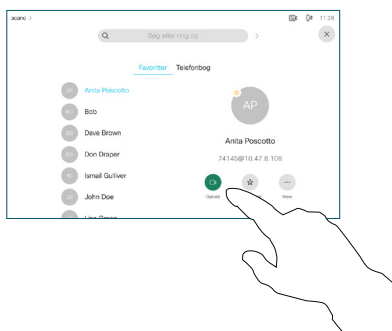 acano >
11:28
Søg eller ring op
Favoritter Telefonbog
AP Anita Poscotto
Bob
Dave Brown
Don Draper
Ismail Gulliver
John Doe
AP
Anita Poscotto
74145@10.47.8.108
Opkald
More